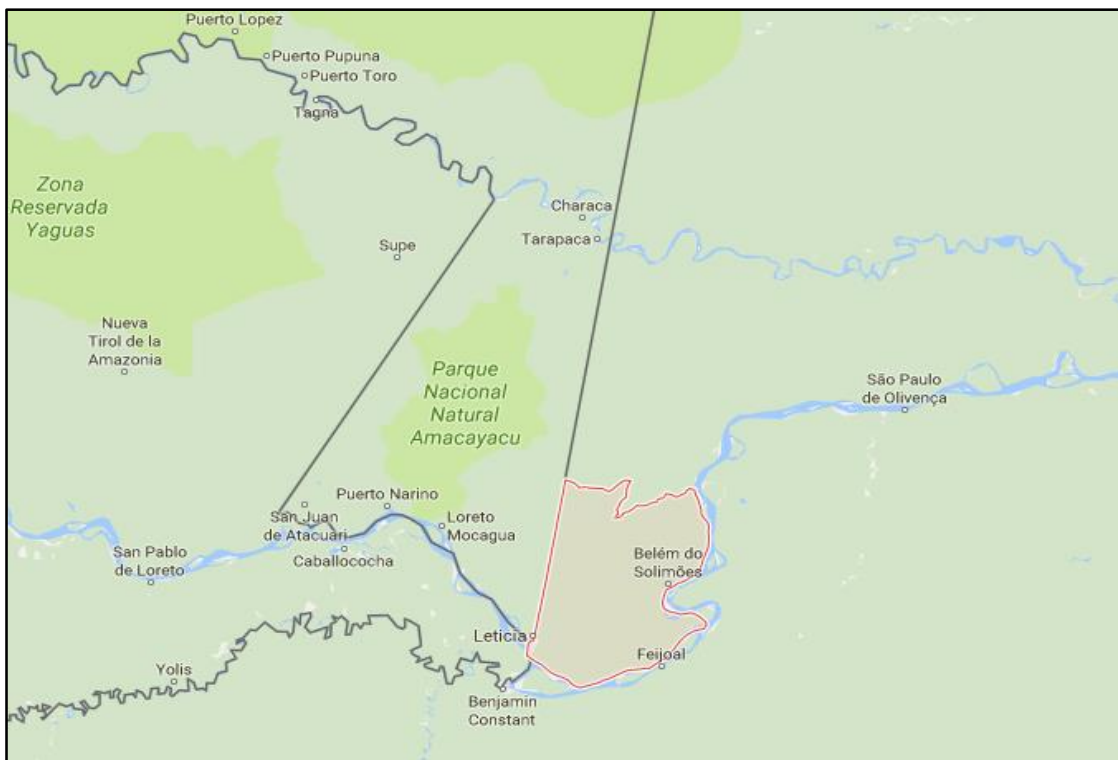 Puerto Lopez
Puerto Pupuna
Puerto Toro
Tagna
Zona
Reservada
Yaguas
Characa
Tarapaca
Supe
Nueva
Tirol de la
Amazonia
Parque
Nacional
Natural
Amacayacu
São Paulo
de Olivença
Puerto Narino
San Juan
de Atacuari
Loreto
Mocagua
Caballococha
San Pablo
de Loreto
Belém do
Solimões
Leticia
Feijoal
Yolis
Benjamin
Constant